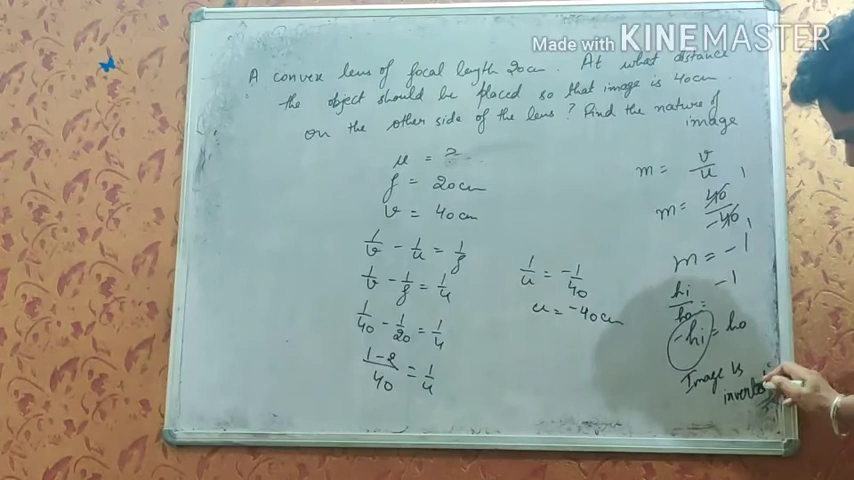 Made with KINEMASTER
A convex lens of focal length 20cm. At what distance
the object should be placed so that image is 40cm
on the other side of the lens? Find the nature of
image
u = ?
f = 20cm
v = 40cm
1/v - 1/u = 1/f
1/v - 1/f = 1/u
1/40 - 1/20 = 1/u
1-2/40 = 1/u
1/u = -1/40
u = -40cm
m = v/u
m = 40/-40
m = -1
hi/ho = -1
-hi = ho
Image is
inverted